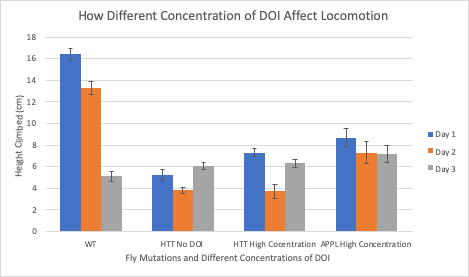 How Different Concentration of DOI Affect Locomotion
Height Climbed (cm)
18
16
14
12
10
8
6
4
2
0
WT
HTT No DOI
HTT High Cocentration
APPL High Concentration
Fly Mutations and Different Concentrations of DOI
Day 1
Day 2
Day 3